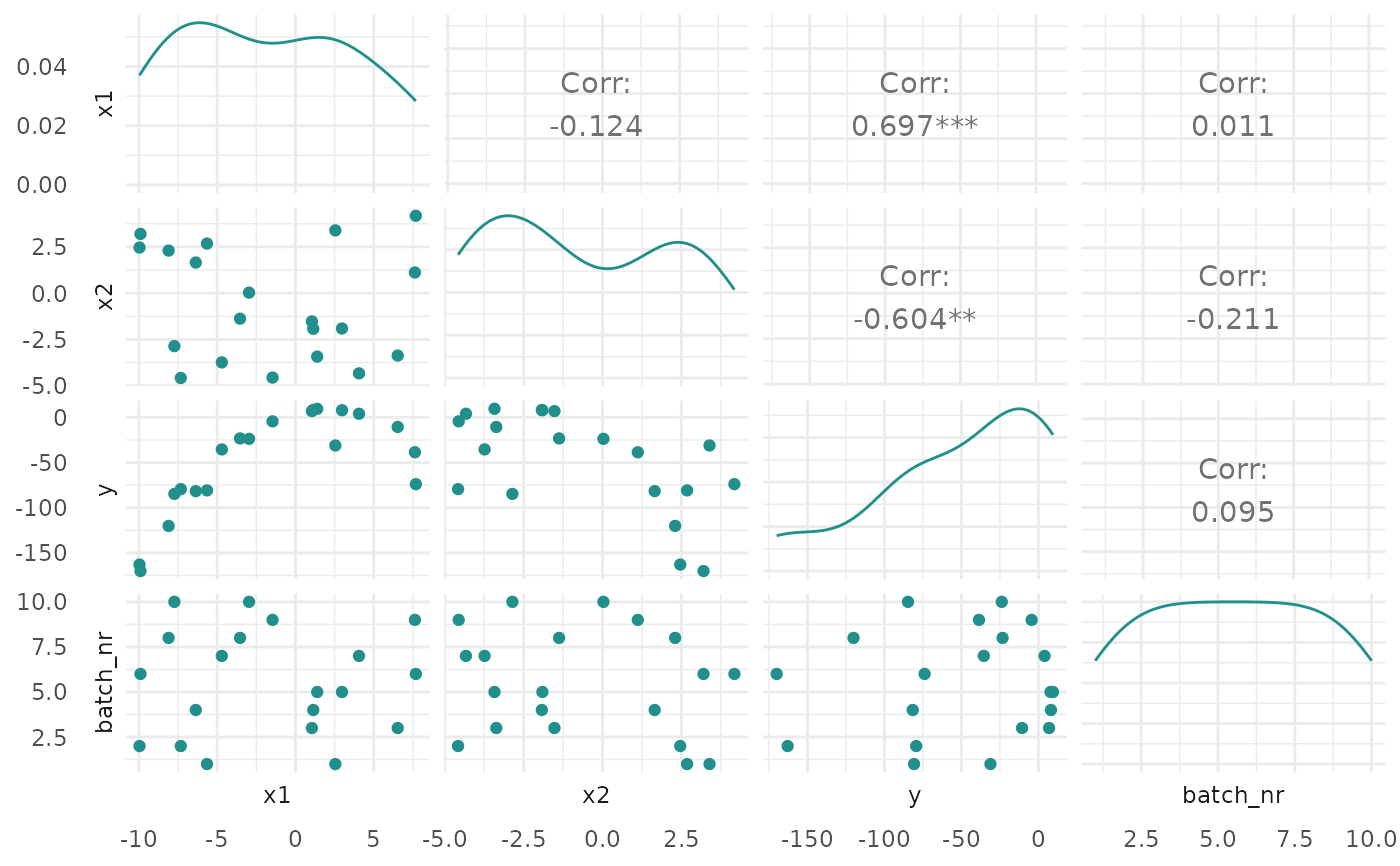 0.04
0.02
0.00
x1
Corr:
-0.124
Corr:
0.697***
Corr:
0.011
2.5
0.0
-2.5
-5.0
x2
Corr:
-0.604**
Corr:
-0.211
0
-50
-100
-150
y
Corr:
0.095
10.0
7.5
5.0
2.5
batch_nr
x1
x2
y
batch_nr
-10 -5 0 5
-5.0 -2.5 0.0 2.5
-150 -100 -50 0
2.5 5.0 7.5 10.0